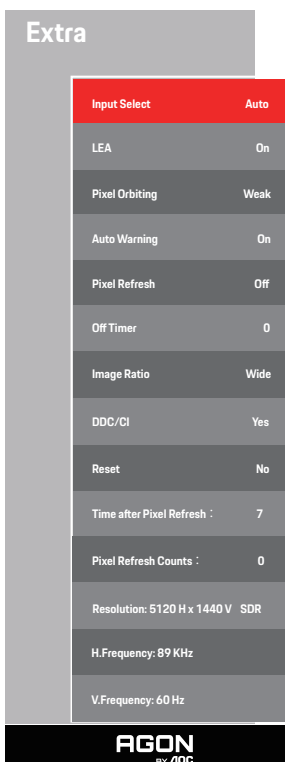 Extra
Input Select Auto
LEA On
Pixel Orbiting Weak
Auto Warning On
Pixel Refresh Off
Off Timer 0
Image Ratio Wide
DDC/CI Yes
Reset No
Time after Pixel Refresh : 7
Pixel Refresh Counts : 0
Resolution: 5120 H x 1440 V SDR
H.Frequency: 89 KHz
V.Frequency: 60 Hz
AGON
BY AOC